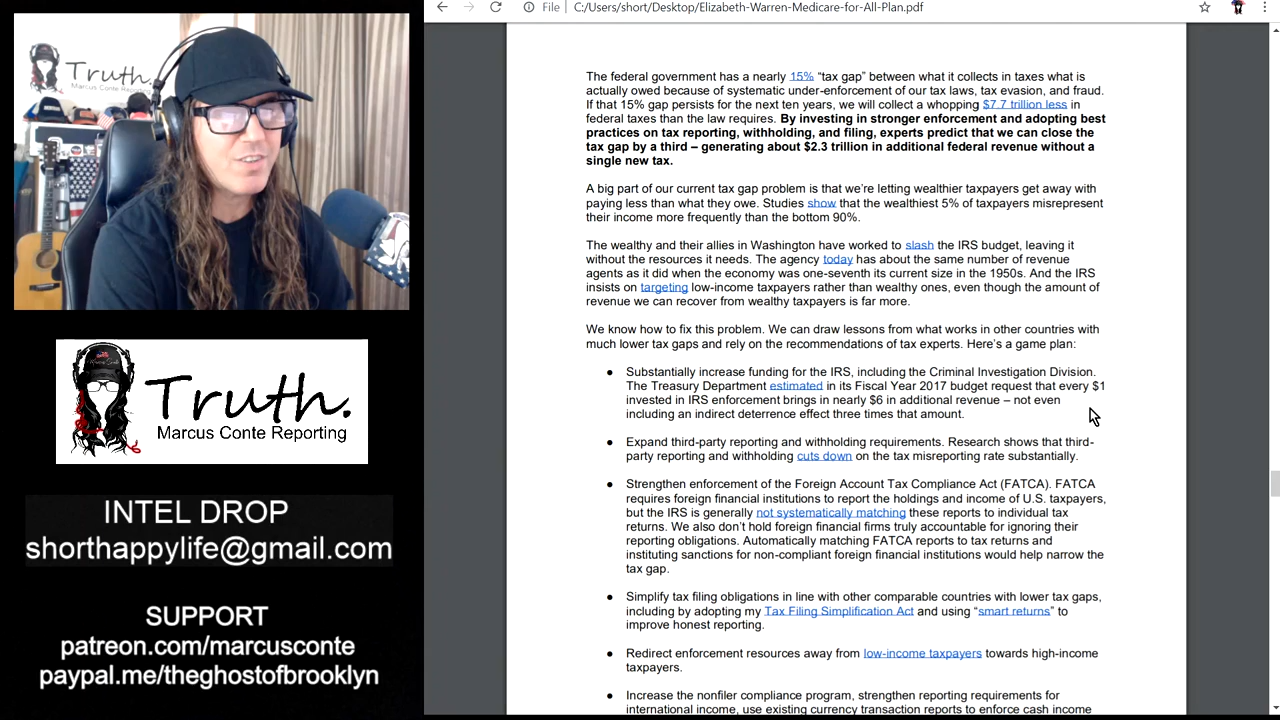 File | C:/Users/short/Desktop/Elizabeth-Warren-Medicare-for-All-Plan.pdf
Truth.
Marcus Conte Reporting
Truth.
Marcus Conte Reporting
INTEL DROP
shorthappylife@gmail.com
SUPPORT
patreon.com/marcusconte
paypal.me/theghostofbrooklyn
The federal government has a nearly 15% “tax gap” between what it collects in taxes what is
actually owed because of systematic under-enforcement of our tax laws, tax evasion, and fraud.
If that 15% gap persists for the next ten years, we will collect a whopping $7.7 trillion less in
federal taxes than the law requires. By investing in stronger enforcement and adopting best
practices on tax reporting, withholding, and filing, experts predict that we can close the
tax gap by a third – generating about $2.3 trillion in additional federal revenue without a
single new tax.
A big part of our current tax gap problem is that we’re letting wealthier taxpayers get away with
paying less than what they owe. Studies show that the wealthiest 5% of taxpayers misrepresent
their income more frequently than the bottom 90%.
The wealthy and their allies in Washington have worked to slash the IRS budget, leaving it
without the resources it needs. The agency today has about the same number of revenue
agents as it did when the economy was one-seventh its current size in the 1950s. And the IRS
insists on targeting low-income taxpayers rather than wealthy ones, even though the amount of
revenue we can recover from wealthy taxpayers is far more.
We know how to fix this problem. We can draw lessons from what works in other countries with
much lower tax gaps and rely on the recommendations of tax experts. Here’s a game plan:
● Substantially increase funding for the IRS, including the Criminal Investigation Division.
The Treasury Department estimated in its Fiscal Year 2017 budget request that every $1
invested in IRS enforcement brings in nearly $6 in additional revenue – not even
including an indirect deterrence effect three times that amount.
● Expand third-party reporting and withholding requirements. Research shows that third-
party reporting and withholding cuts down on the tax misreporting rate substantially.
● Strengthen enforcement of the Foreign Account Tax Compliance Act (FATCA). FATCA
requires foreign financial institutions to report the holdings and income of U.S. taxpayers,
but the IRS is generally not systematically matching these reports to individual tax
returns. We also don’t hold foreign financial firms truly accountable for ignoring their
reporting obligations. Automatically matching FATCA reports to tax returns and
instituting sanctions for non-compliant foreign financial institutions would help narrow the
tax gap.
● Simplify tax filing obligations in line with other comparable countries with lower tax gaps,
including by adopting my Tax Filing Simplification Act and using “smart returns” to
improve honest reporting.
● Redirect enforcement resources away from low-income taxpayers towards high-income
taxpayers.
● Increase the nonfiler compliance program, strengthen reporting requirements for
international income, use existing currency transaction reports to enforce cash income